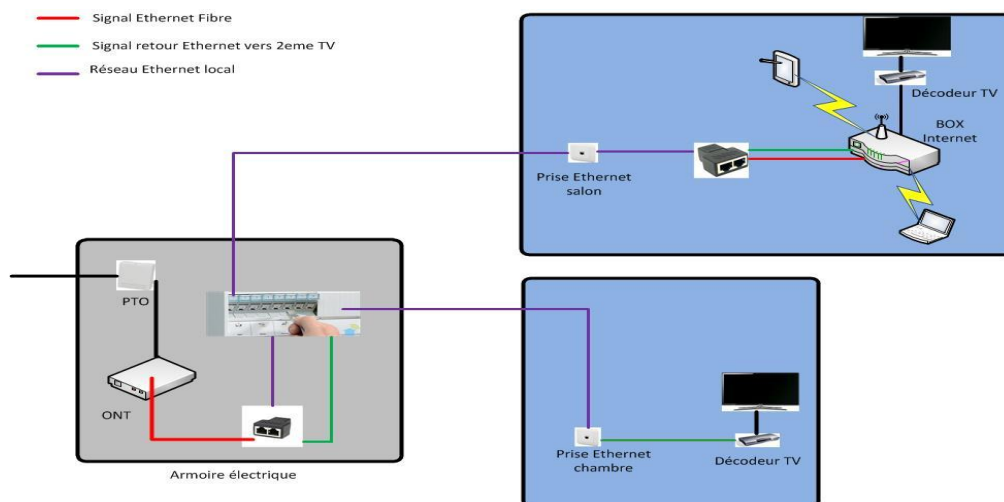 Signal Ethernet Fibre
Signal retour Ethernet vers 2eme TV
Réseau Ethernet local
Décodeur TV
BOX
Internet
Prise Ethernet
salon
PTO
ONT
Armoire électrique
Prise Ethernet
chambre
Décodeur TV